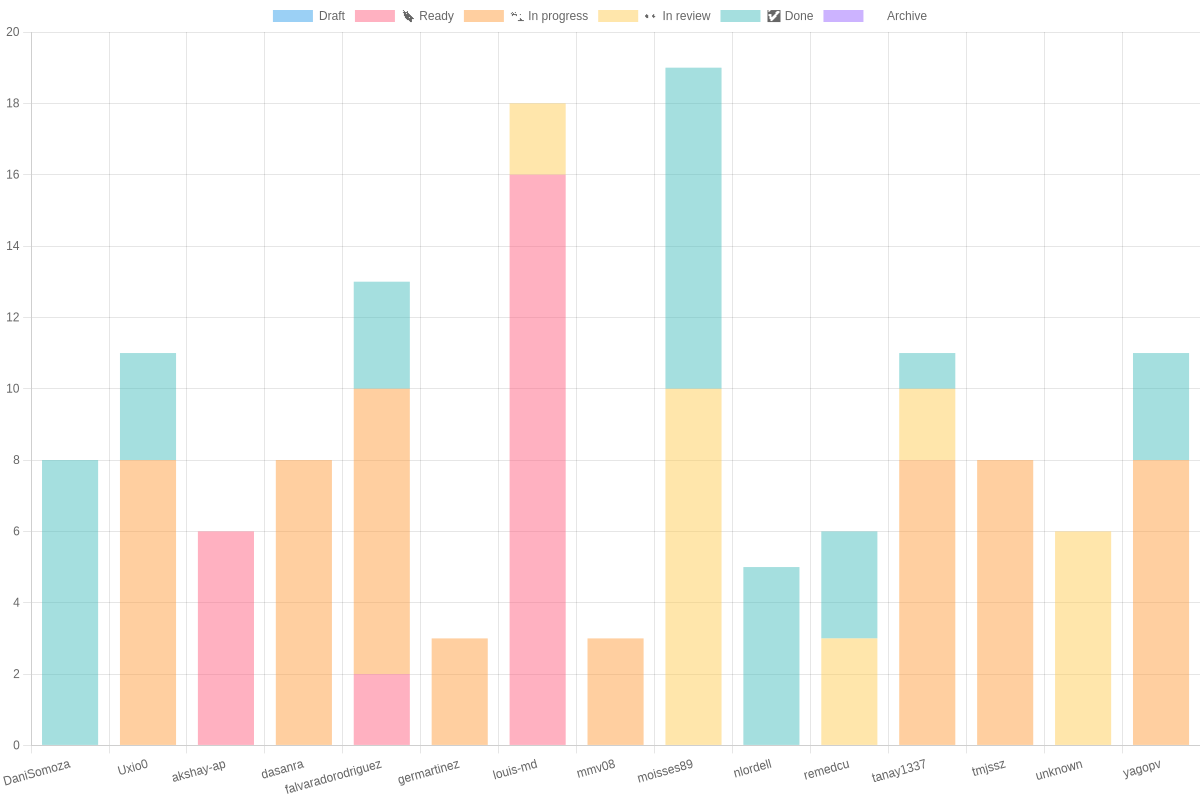 Draft Ready In progress In review Done Archive
20
18
16
14
12
10
8
6
4
2
0
DaniSomoza
Uxio0
akshay-ap
dasanra
falvaradorodriguez
germartinez
louis-md
mmv08
moisses89
nlordell
remedcu
tanay1337
tmjssz
unknown
yagopv